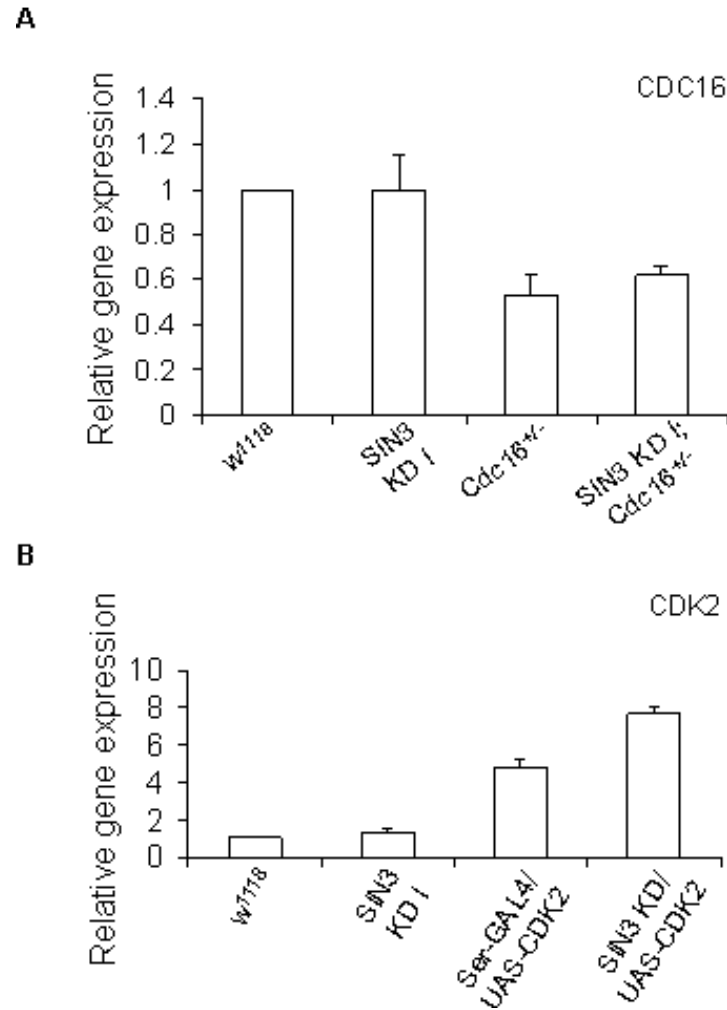 A
CDC16
Relative gene expression
1.4
1.2
1
0.8
0.6
0.4
0.2
0
w1118
SIN3
KD I
Cdc16+/-
SIN3 KD I;
Cdc16+/-
B
CDK2
Relative gene expression
10
8
6
4
2
0
w1118
SIN3
KD I
Ser-GAL4/
UAS-CDK2
SIN3 KD/
UAS-CDK2